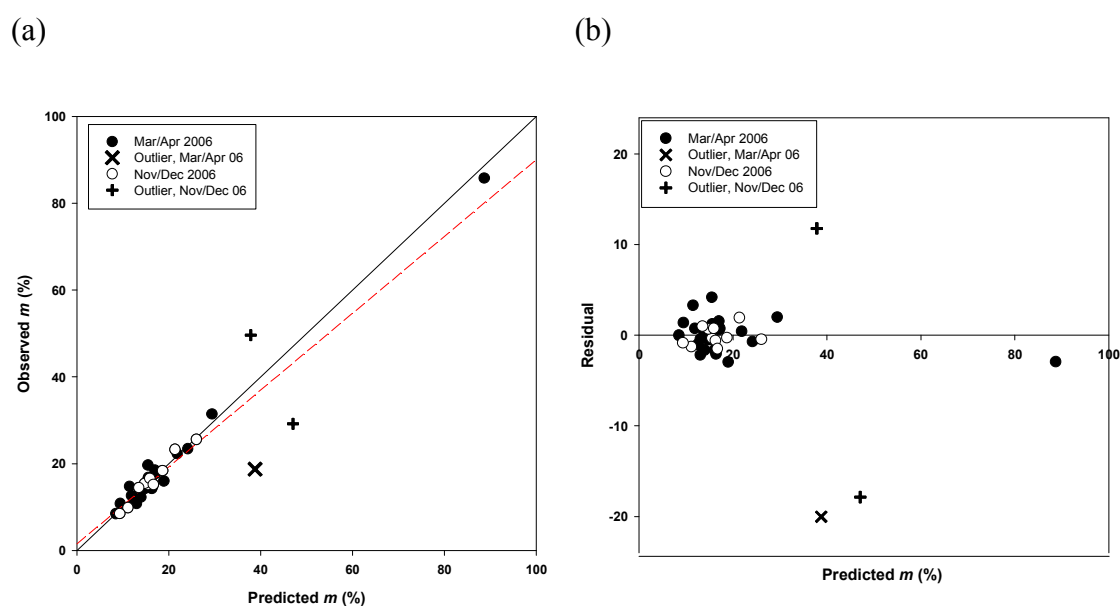 (a)
(b)
100
80
60
40
20
0
Observed m (%)
Mar/Apr 2006
Outlier, Mar/Apr 06
Nov/Dec 2006
Outlier, Nov/Dec 06
0
20
40
60
80
100
Predicted m (%)
20
10
0
-10
-20
Residual
Mar/Apr 2006
Outlier, Mar/Apr 06
Nov/Dec 2006
Outlier, Nov/Dec 06
0
20
40
60
80
100
Predicted m (%)